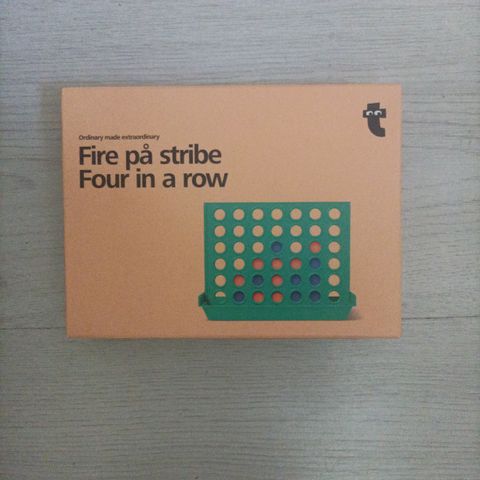 Ordinary made extraordinary
Fire på stribe
Four in a row
t